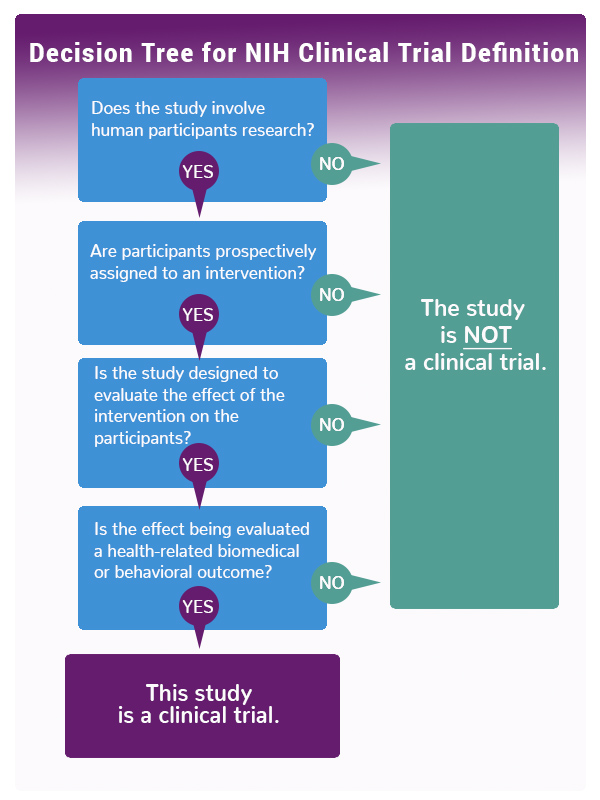 Decision Tree for NIH Clinical Trial Definition
Does the study involve
human participants research?
YES
NO
Are participants prospectively
assigned to an intervention?
YES
NO
Is the study designed to
evaluate the effect of the
intervention on the
participants?
YES
NO
Is the effect being evaluated
a health-related biomedical
or behavioral outcome?
YES
NO
The study
is NOT
a clinical trial.
This study
is a clinical trial.